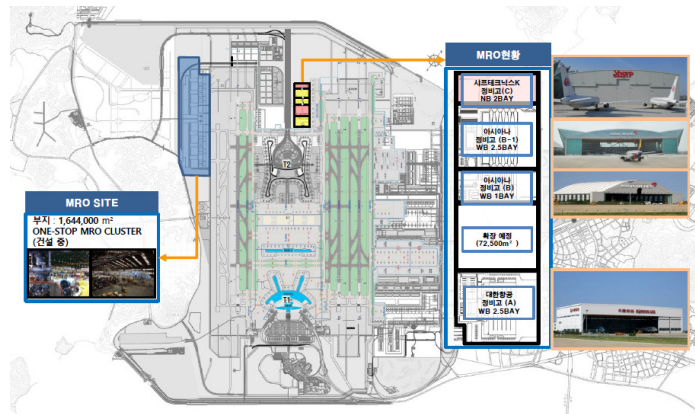 MRO현황
샤프테크닉스K
정비고(C)
NB 2BAY
아시아나
정비고 (B-1)
WB 2.5BAY
아시아나
정비고 (B)
WB 1BAY
확장 예정
(72,500m²)
대한항공
정비고 (A)
WB 2.5BAY
Sharp
T2
T1
MRO SITE
부지 : 1,644,000 m²
ONE-STOP MRO CLUSTER
(건설 중)